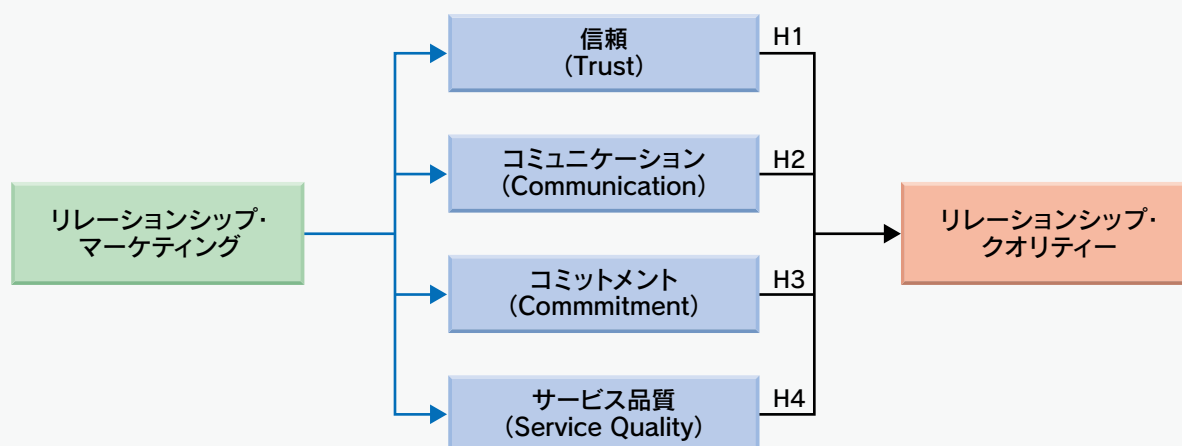 リレーションシップ・
マーケティング
信頼
(Trust)
H1
コミュニケーション
(Communication)
H2
コミットメント
(Commmitment)
H3
サービス品質
(Service Quality)
H4
リレーションシップ・
クオリティー